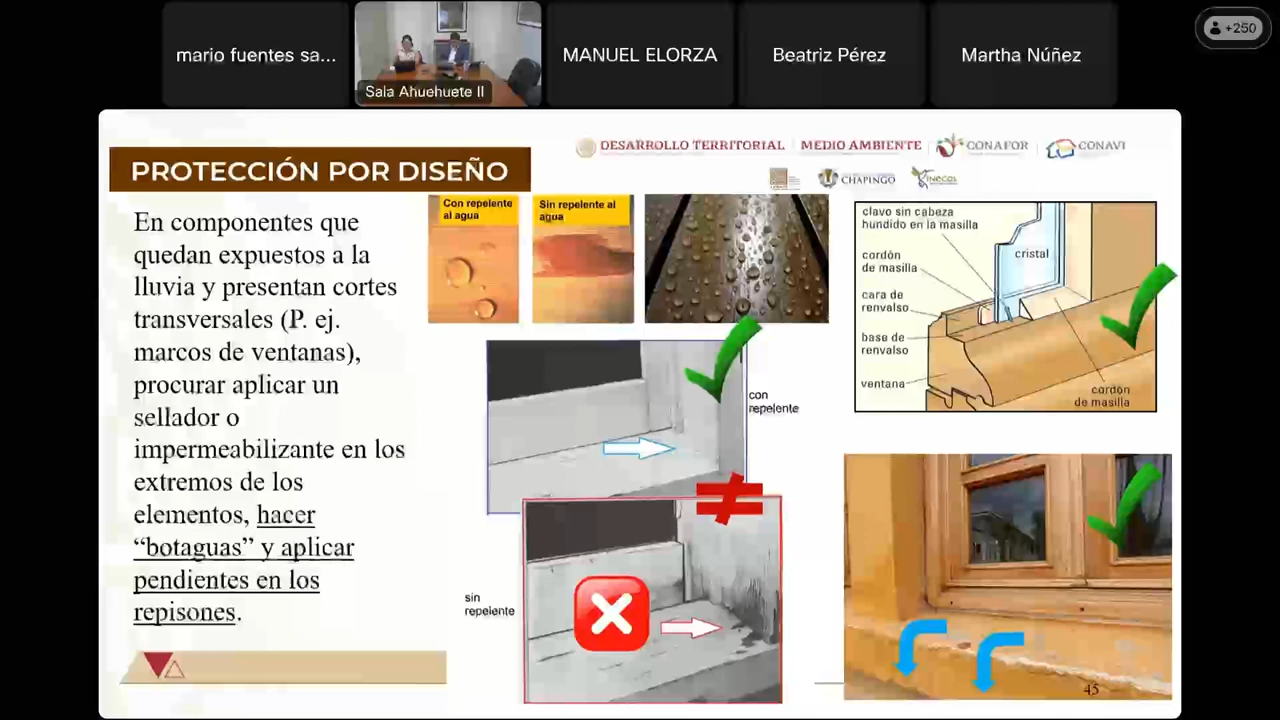 mario fuentes sa...
Sala Ahuehuete II
MANUEL ELORZA
Beatriz Pérez
Martha Núñez
+250
PROTECCIÓN POR DISEÑO
DESARROLLO TERRITORIAL
MEDIO AMBIENTE
CONAFOR
CONAVI
CHAPINGO
INECOL
En componentes que
quedan expuestos a la
lluvia y presentan cortes
transversales (P. ej.
marcos de ventanas),
procurar aplicar un
sellador o
impermeabilizante en los
extremos de los
elementos, hacer
“botaguas” y aplicar
pendientes en los
repisones.
Con repelente
al agua
Sin repelente al
agua
con
repelente
sin
repelente
clavo sin cabeza
hundido en la masilla
cristal
cordón
de masilla
cara de
renvalso
base de
renvalso
ventana
cordón
de masilla
45